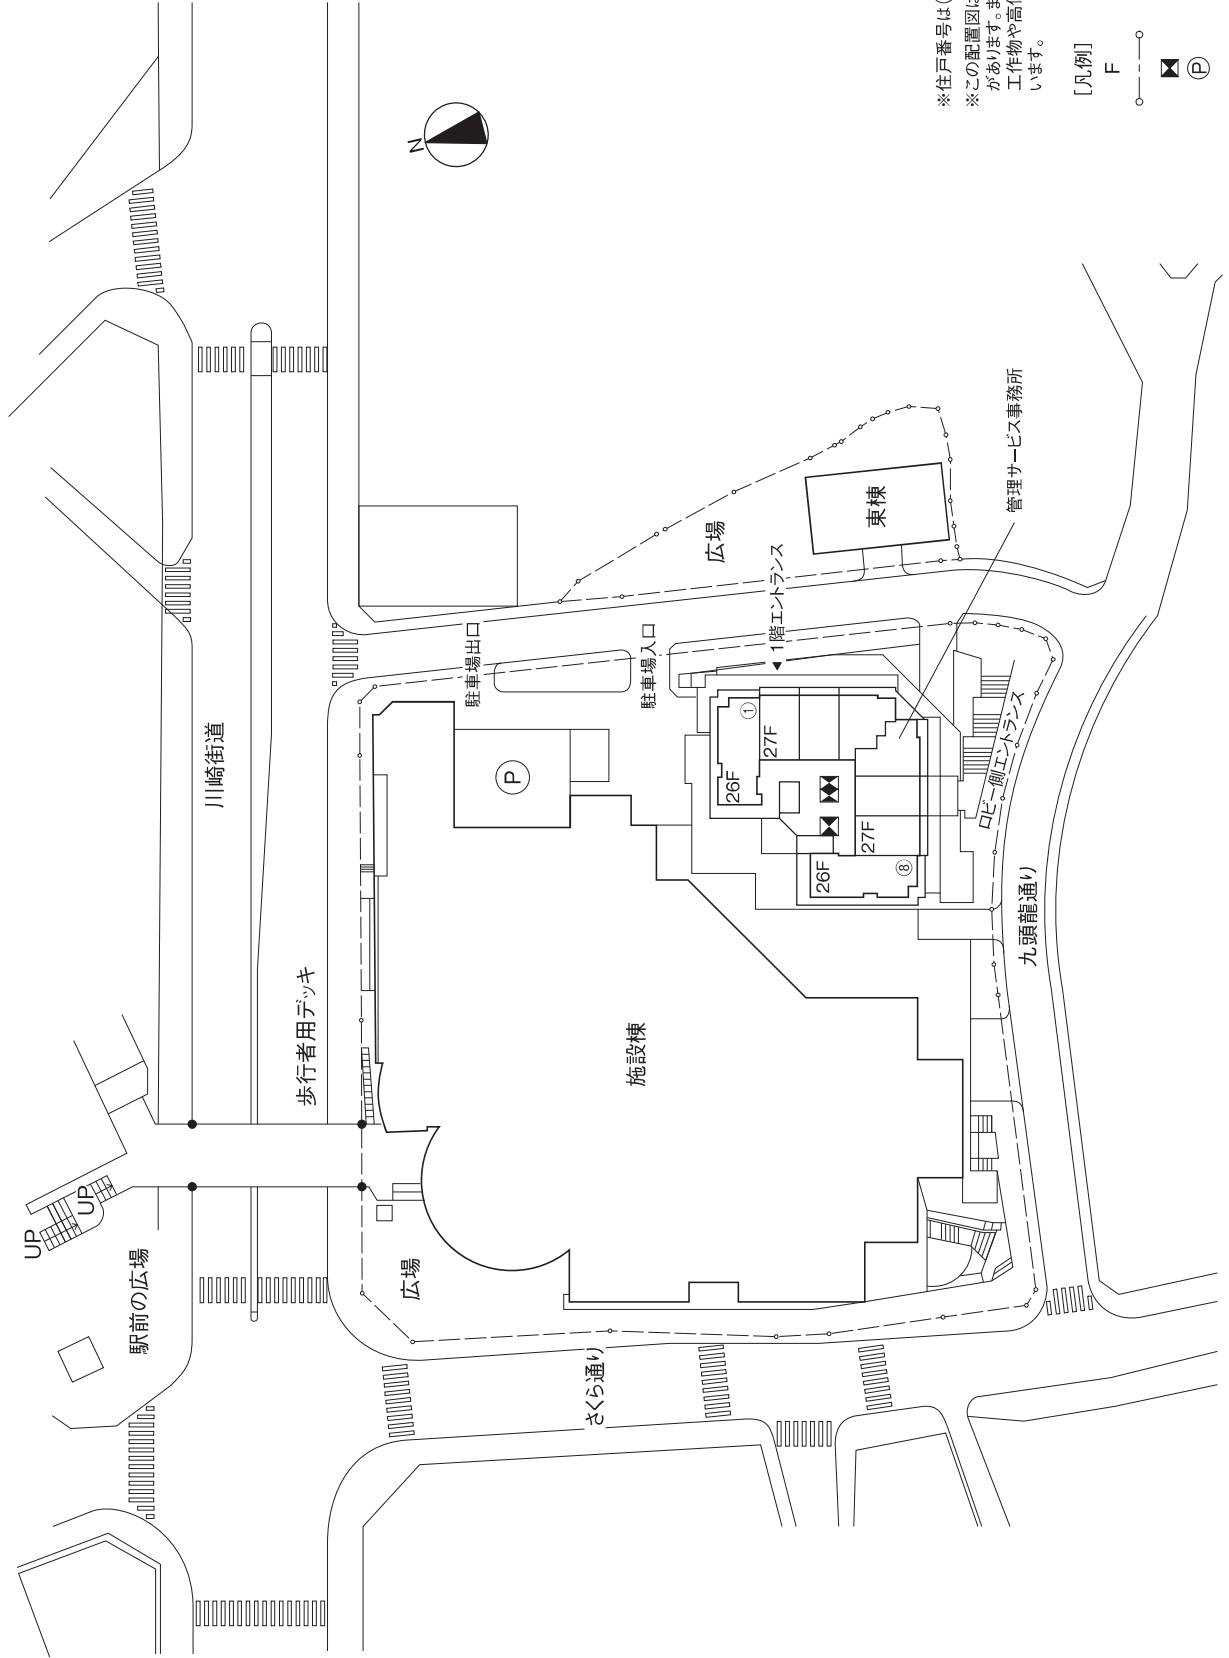 UP
UP
駅前の広場
川崎街道
歩行者用デッキ
広場
さくら通り
施設棟
P
駐車場出口
駐車場入口
1階エントランス
広場
東棟
管理サービス事務所
26F
27F
①
26F
27F
⑧
ロビー側エントランス
九頭龍通り
N
※住戸番号は
※この配置図に
があります。ま
工作物や高
います。
[凡例]
F
P